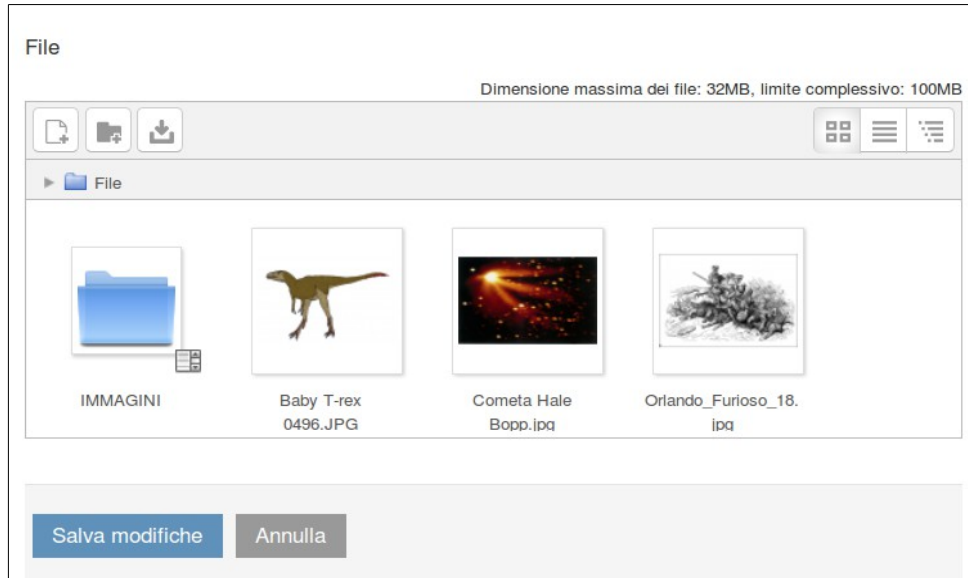 File
Dimensione massima dei file: 32MB, limite complessivo: 100MB
File
IMMAGINI
Baby T-rex
0496.JPG
Cometa Hale
Bopp.jpg
Orlando_Furioso_18.
jpg
Salva modifiche
Annulla